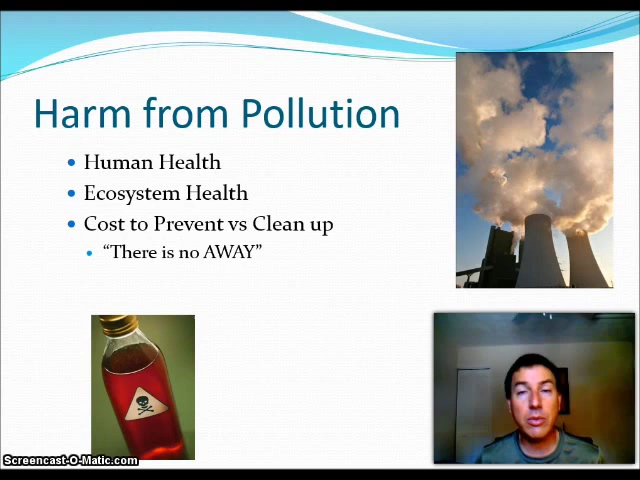 Harm from Pollution
Human Health
Ecosystem Health
Cost to Prevent vs Clean up
“There is no AWAY”
Screencast-O-Matic.com